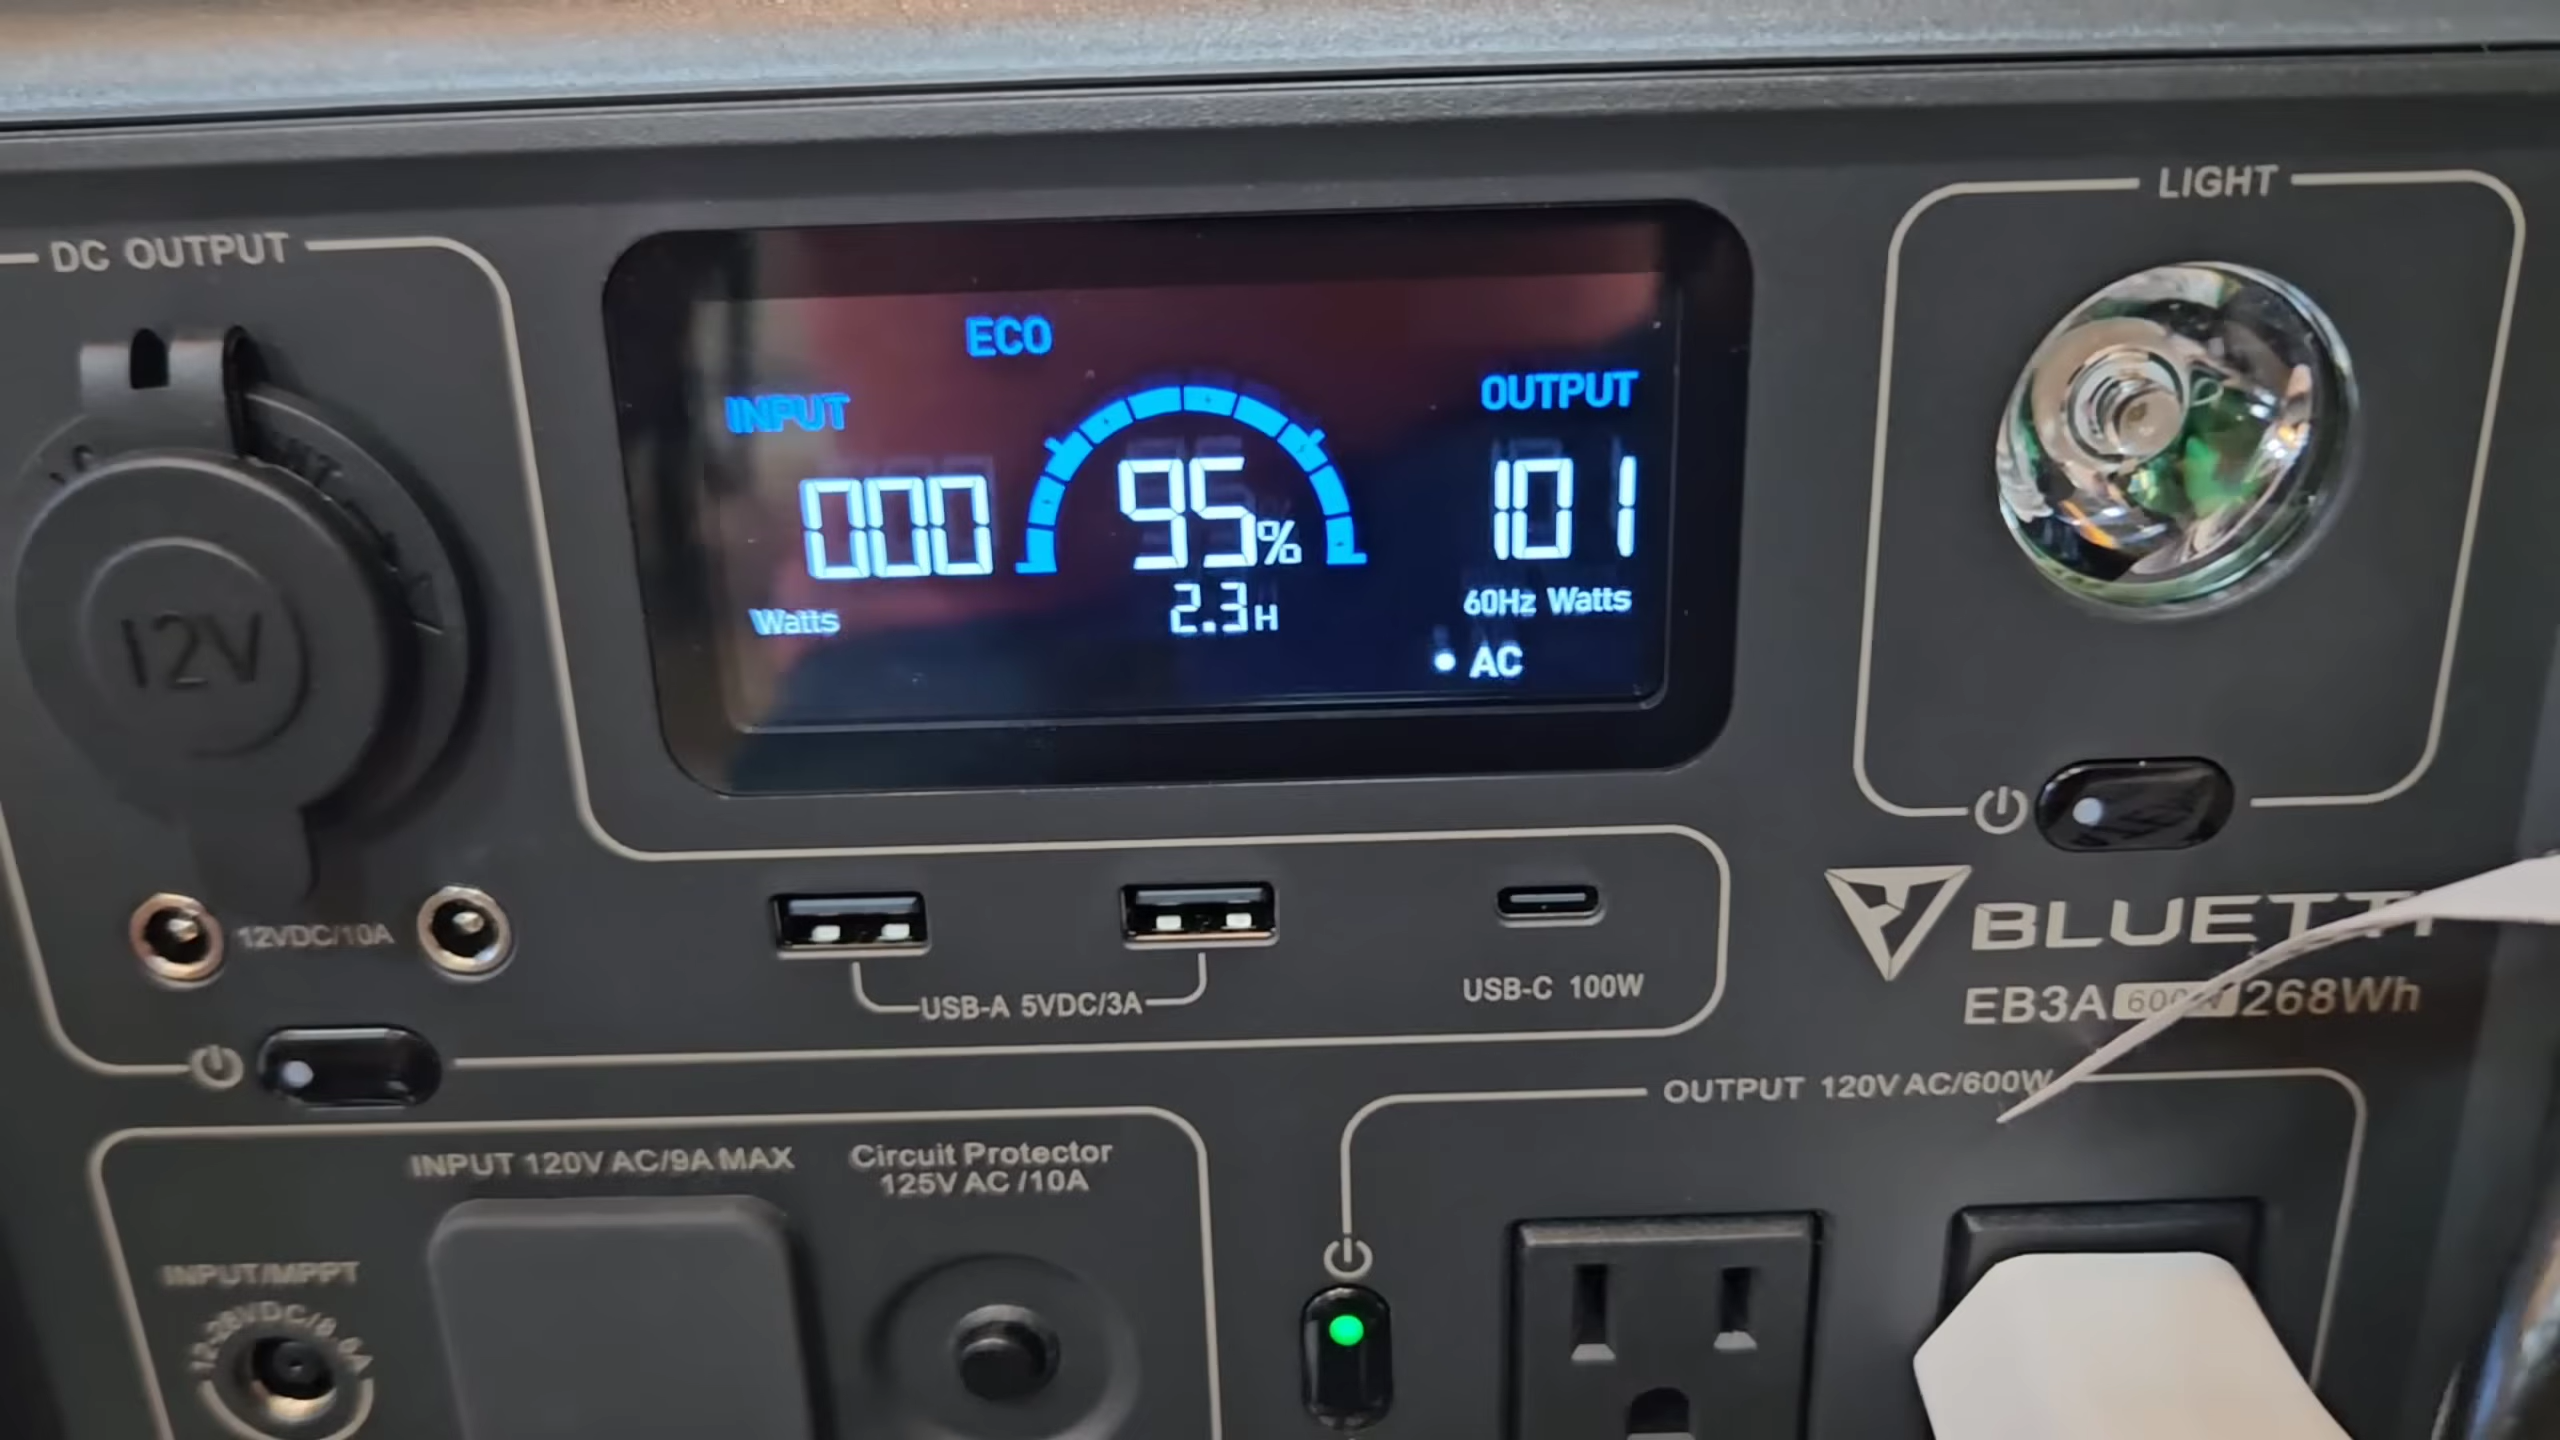 DC OUTPUT
12V
12VDC/10A
ECO
INPUT
000
Watts
95%
2.3H
OUTPUT
101
60Hz Watts
AC
LIGHT
USB-A 5VDC/3A
USB-C 100W
BLUETTI
EB3A 600W 268Wh
INPUT 120V AC/9A MAX
Circuit Protector
125V AC /10A
INPUT/MPPT
OUTPUT 120V AC/600W